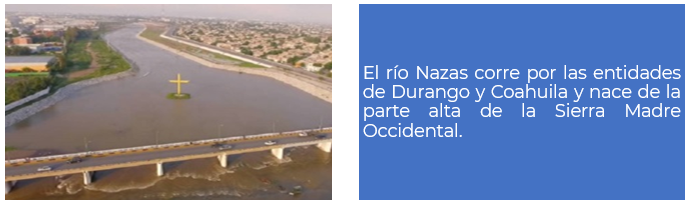 El río Nazas corre por las entidades
de Durango y Coahuila y nace de la
parte alta de la Sierra Madre
Occidental.